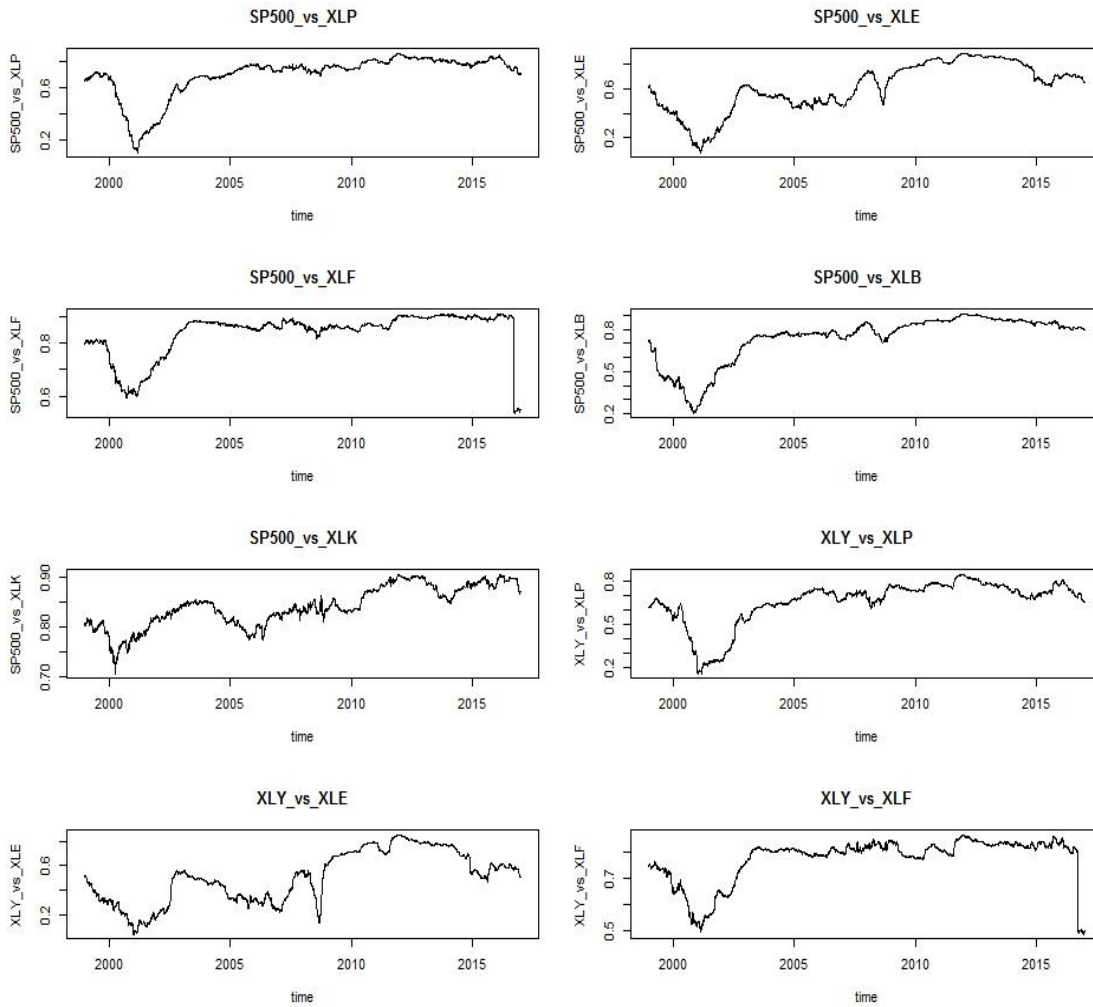 SP500_vs_XLP
SP500_vs_XLP
0.2 0.6
2000 2005 2010 2015
time
SP500_vs_XLE
SP500_vs_XLE
0.2 0.6
2000 2005 2010 2015
time
SP500_vs_XLF
SP500_vs_XLF
0.6 0.8
2000 2005 2010 2015
time
SP500_vs_XLB
SP500_vs_XLB
0.2 0.5 0.8
2000 2005 2010 2015
time
SP500_vs_XLK
SP500_vs_XLK
0.70 0.80 0.90
2000 2005 2010 2015
time
XLY_vs_XLP
XLY_vs_XLP
0.2 0.5 0.8
2000 2005 2010 2015
time
XLY_vs_XLE
XLY_vs_XLE
0.2 0.6
2000 2005 2010 2015
time
XLY_vs_XLF
XLY_vs_XLF
0.5 0.7
2000 2005 2010 2015
time